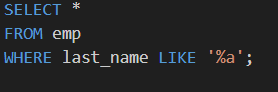 SELECT *
FROM emp
WHERE last_name LIKE '%a';